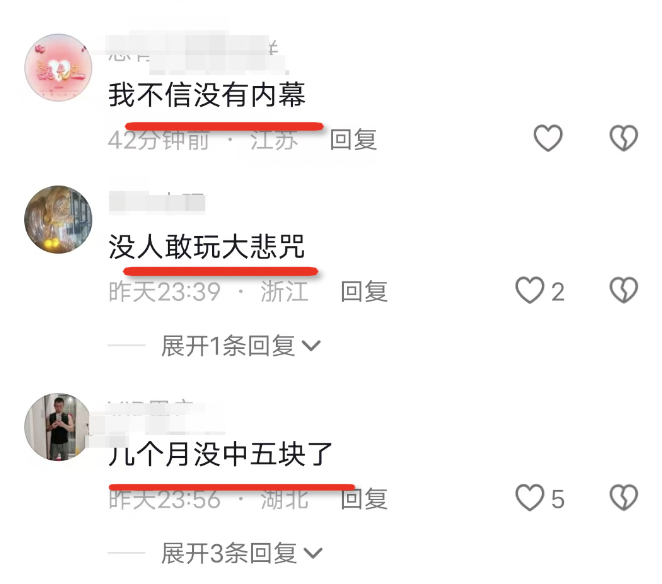 我不信没有内幕
42分钟前 · 江苏 回复
没人敢玩大悲咒
昨天23:39 · 浙江 回复
2
展开1条回复
几个月没中五块了
昨天23:56 · 湖北 回复
5
展开3条回复